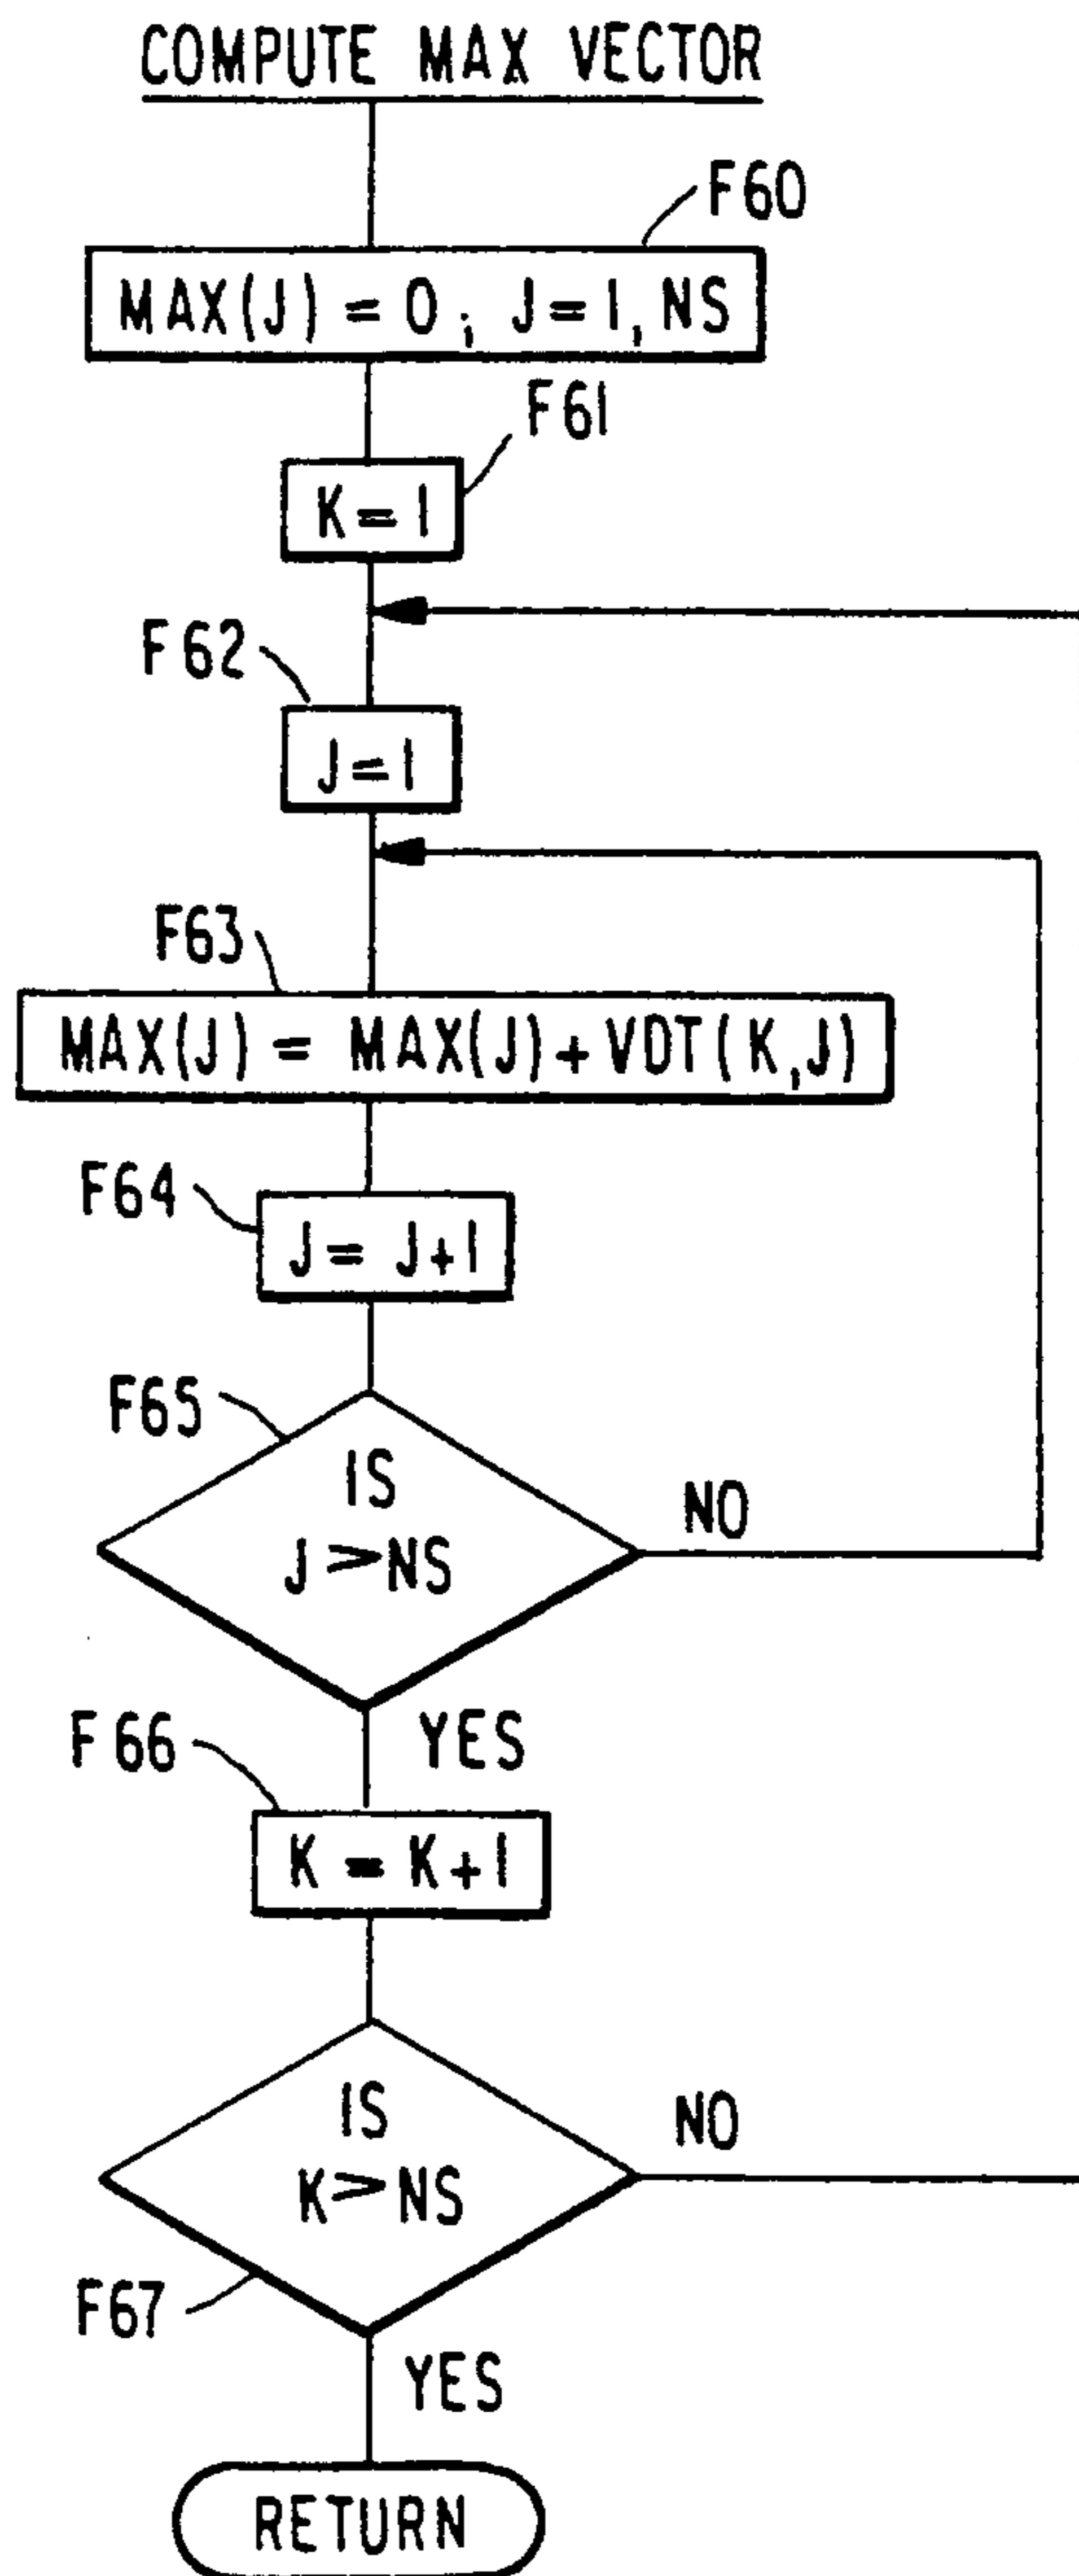 COMPUTE MAX VECTOR
F60
MAX(J) = 0; J=1, NS
F61
K=1
F62
J=1
F63
MAX(J) = MAX(J)+VDT(K,J)
F64
J= J+1
F65
IS
J>NS
NO
YES
F66
K = K+1
IS
K>NS
NO
F67
YES
RETURN